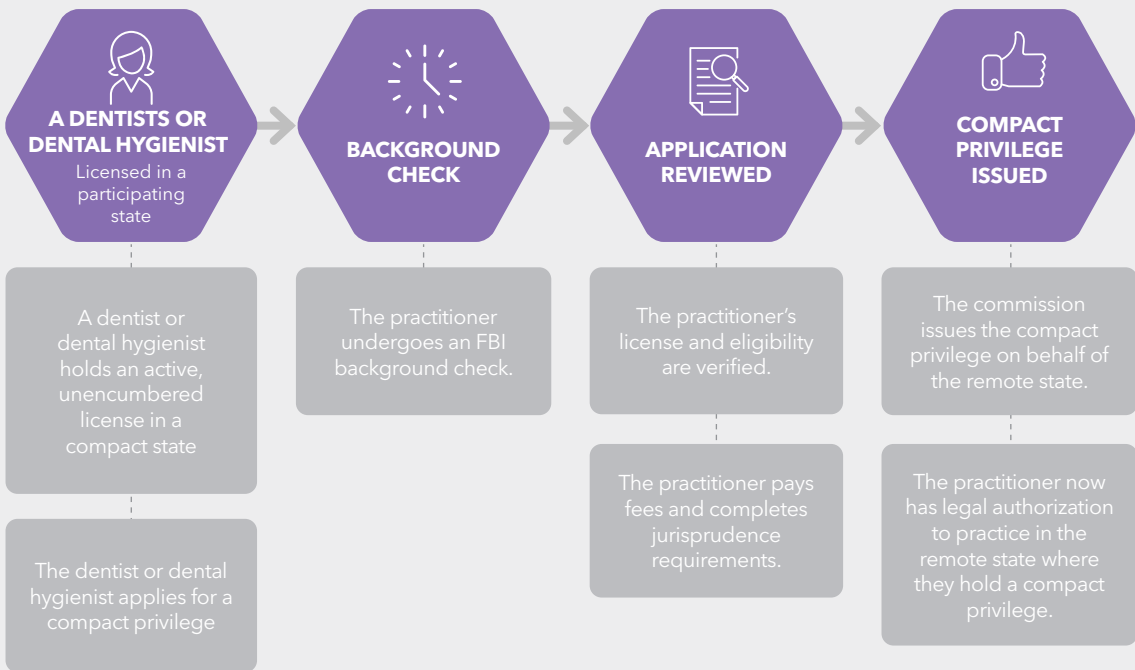 A DENTISTS OR
DENTAL HYGIENIST
Licensed in a
participating
state
BACKGROUND
CHECK
APPLICATION
REVIEWED
COMPACT
PRIVILEGE
ISSUED
A dentist or
dental hygienist
holds an active,
unencumbered
license in a
compact state
The dentist or dental
hygienist applies for a
compact privilege
The practitioner
undergoes an FBI
background check.
The practitioner’s
license and eligibility
are verified.
The practitioner pays
fees and completes
jurisprudence
requirements.
The commission
issues the compact
privilege on behalf of
the remote state.
The practitioner now
has legal authorization
to practice in the
remote state where
they hold a compact
privilege.